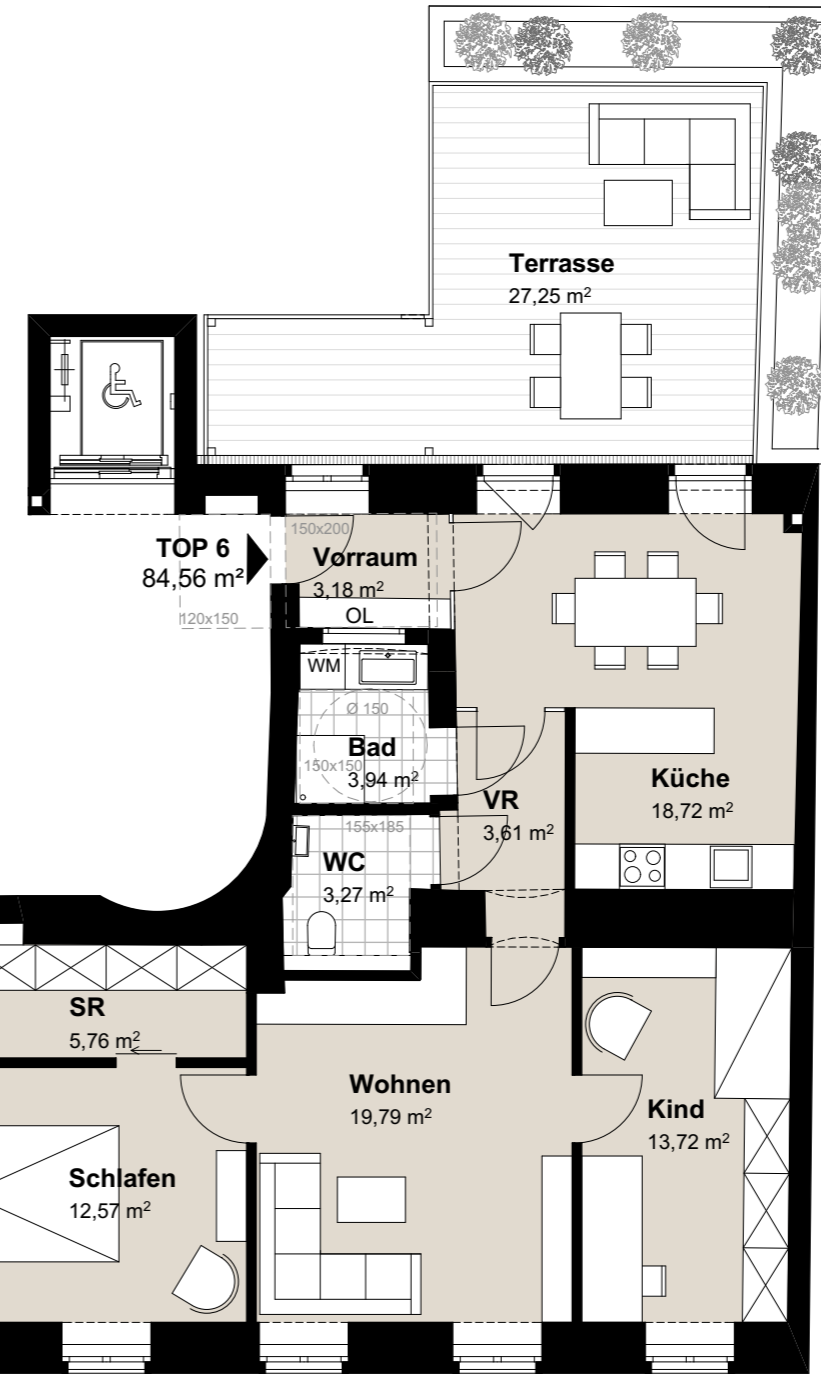 Terrasse
27,25 m²
TOP 6
84,56 m²
150x200
Vorraum
3,18 m²
OL
120x150
WM
Ø 150
Bad
150x150
3,94 m²
VR
3,61 m²
Küche
18,72 m²
155x185
WC
3,27 m²
SR
5,76 m²
Wohnen
19,79 m²
Kind
13,72 m²
Schlafen
12,57 m²